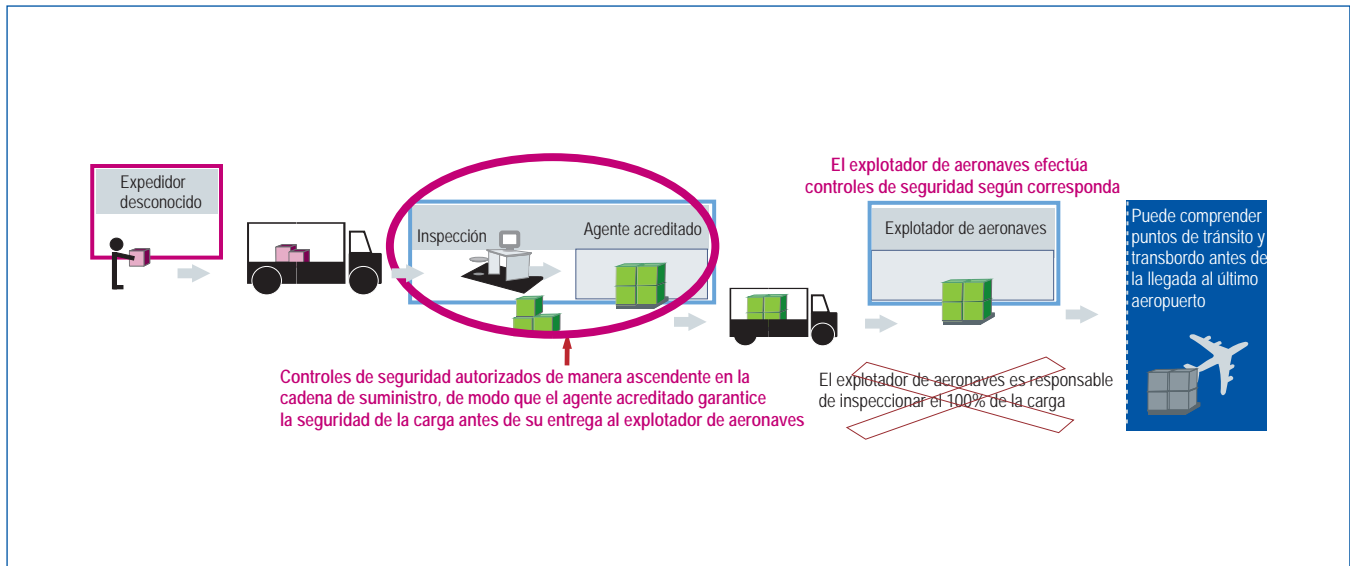 Expedidor
desconocido
Inspección
Agente acreditado
Controles de seguridad autorizados de manera ascendente en la
cadena de suministro, de modo que el agente acreditado garantice
la seguridad de la carga antes de su entrega al explotador de aeronaves
El explotador de aeronaves efectúa
controles de seguridad según corresponda
Explotador de aeronaves
El explotador de aeronaves es responsable
de inspeccionar el 100% de la carga
Puede comprender
puntos de tránsito y
transbordo antes de
la llegada al último
aeropuerto